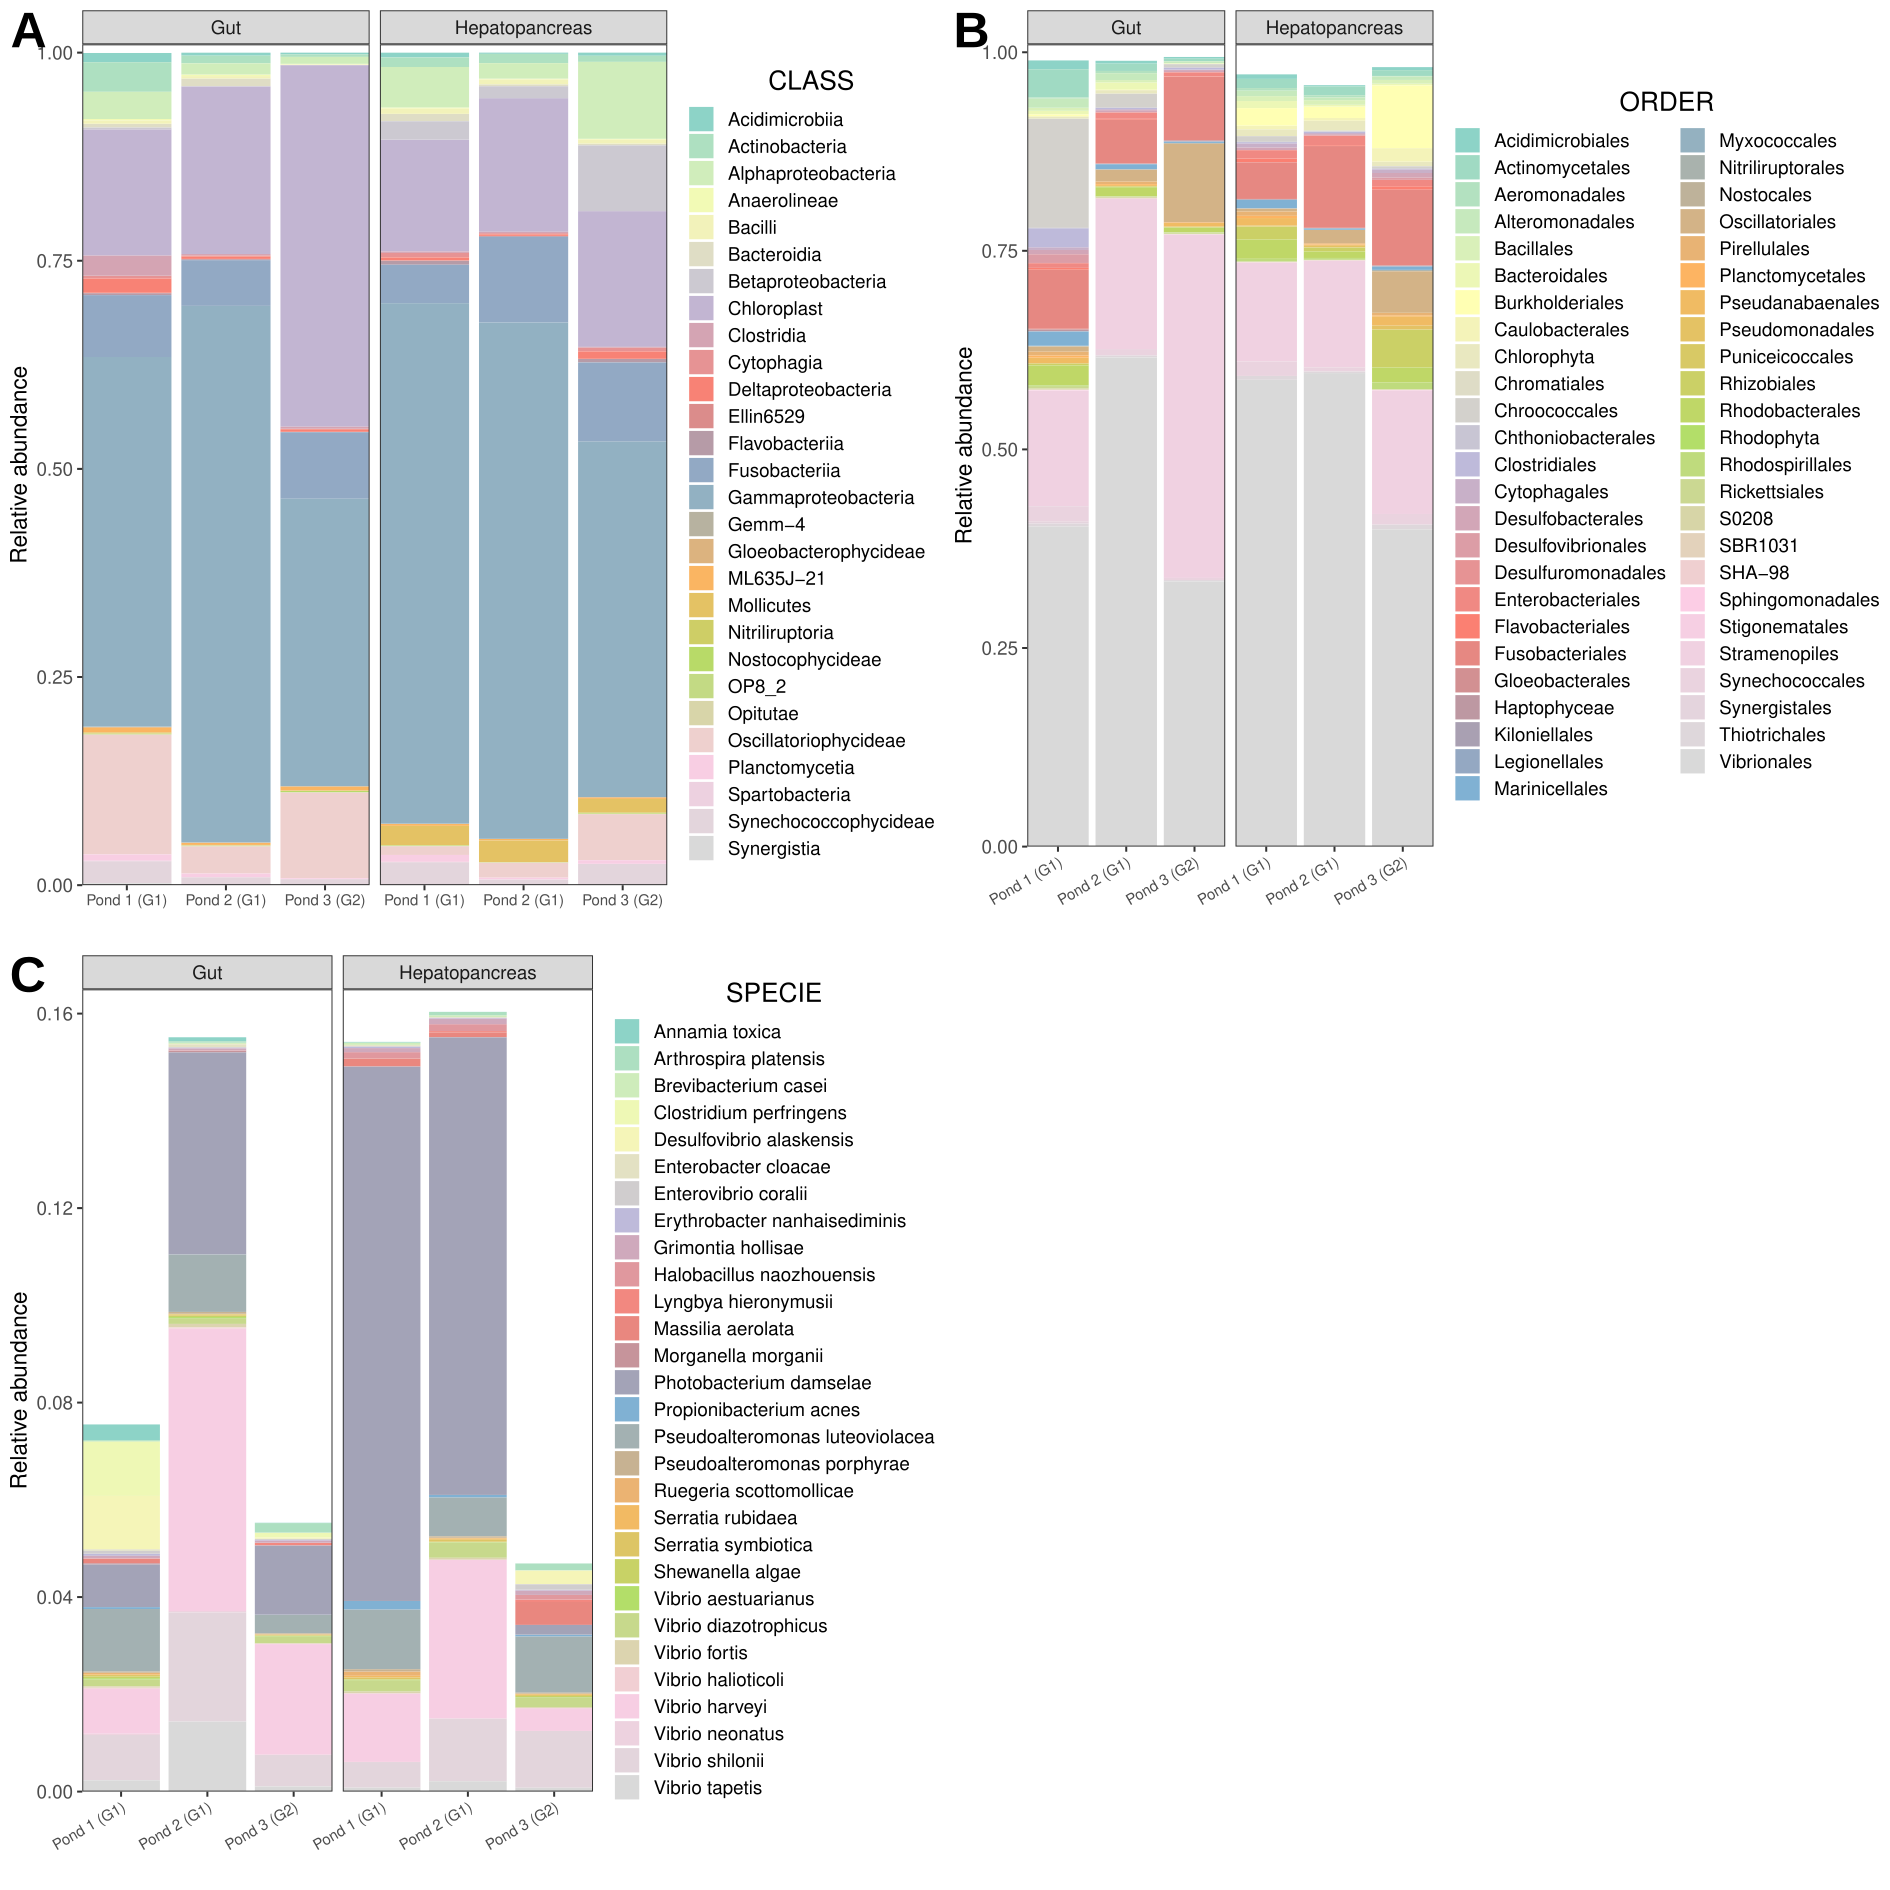 A
Gut
Hepatopancreas
1.00
0.75
0.50
0.25
0.00
Relative abundance
Pond 1 (G1)
Pond 2 (G1)
Pond 3 (G2)
Pond 1 (G1)
Pond 2 (G1)
Pond 3 (G2)
CLASS
Acidimicrobiia
Actinobacteria
Alphaproteobacteria
Anaerolineae
Bacilli
Bacteroidia
Betaproteobacteria
Chloroplast
Clostridia
Cytophagia
Deltaproteobacteria
Ellin6529
Flavobacteriia
Fusobacteriia
Gammaproteobacteria
Gemm−4
Gloeobacterophycideae
ML635J−21
Mollicutes
Nitriliruptoria
Nostocophycideae
OP8_2
Opitutae
Oscillatoriophycideae
Planctomycetia
Spartobacteria
Synechococcophycideae
Synergistia
B
Gut
Hepatopancreas
1.00
0.75
0.50
0.25
0.00
Relative abundance
Pond 1 (G1)
Pond 2 (G1)
Pond 3 (G2)
Pond 1 (G1)
Pond 2 (G1)
Pond 3 (G2)
ORDER
Acidimicrobiales
Actinomycetales
Aeromonadales
Alteromonadales
Bacillales
Bacteroidales
Burkholderiales
Caulobacterales
Chlorophyta
Chromatiales
Chroococcales
Chthoniobacterales
Clostridiales
Cytophagales
Desulfobacterales
Desulfovibrionales
Desulfuromonadales
Enterobacteriales
Flavobacteriales
Fusobacteriales
Gloeobacterales
Haptophyceae
Kiloniellales
Legionellales
Marinicellales
Myxococcales
Nitriliruptorales
Nostocales
Oscillatoriales
Pirellulales
Planctomycetales
Pseudanabaenales
Pseudomonadales
Puniceicoccales
Rhizobiales
Rhodobacterales
Rhodophyta
Rhodospirillales
Rickettsiales
S0208
SBR1031
SHA−98
Sphingomonadales
Stigonematales
Stramenopiles
Synechococcales
Synergistales
Thiotrichales
Vibrionales
C
Gut
Hepatopancreas
0.16
0.12
0.08
0.04
0.00
Relative abundance
Pond 1 (G1)
Pond 2 (G1)
Pond 3 (G2)
Pond 1 (G1)
Pond 2 (G1)
Pond 3 (G2)
SPECIE
Annamia toxica
Arthrospira platensis
Brevibacterium casei
Clostridium perfringens
Desulfovibrio alaskensis
Enterobacter cloacae
Enterovibrio coralii
Erythrobacter nanhaisediminis
Grimontia hollisae
Halobacillus naozhouensis
Lyngbya hieronymusii
Massilia aerolata
Morganella morganii
Photobacterium damselae
Propionibacterium acnes
Pseudoalteromonas luteoviolacea
Pseudoalteromonas porphyrae
Ruegeria scottomollicae
Serratia rubidaea
Serratia symbiotica
Shewanella algae
Vibrio aestuarianus
Vibrio diazotrophicus
Vibrio fortis
Vibrio halioticoli
Vibrio harveyi
Vibrio neonatus
Vibrio shilonii
Vibrio tapetis